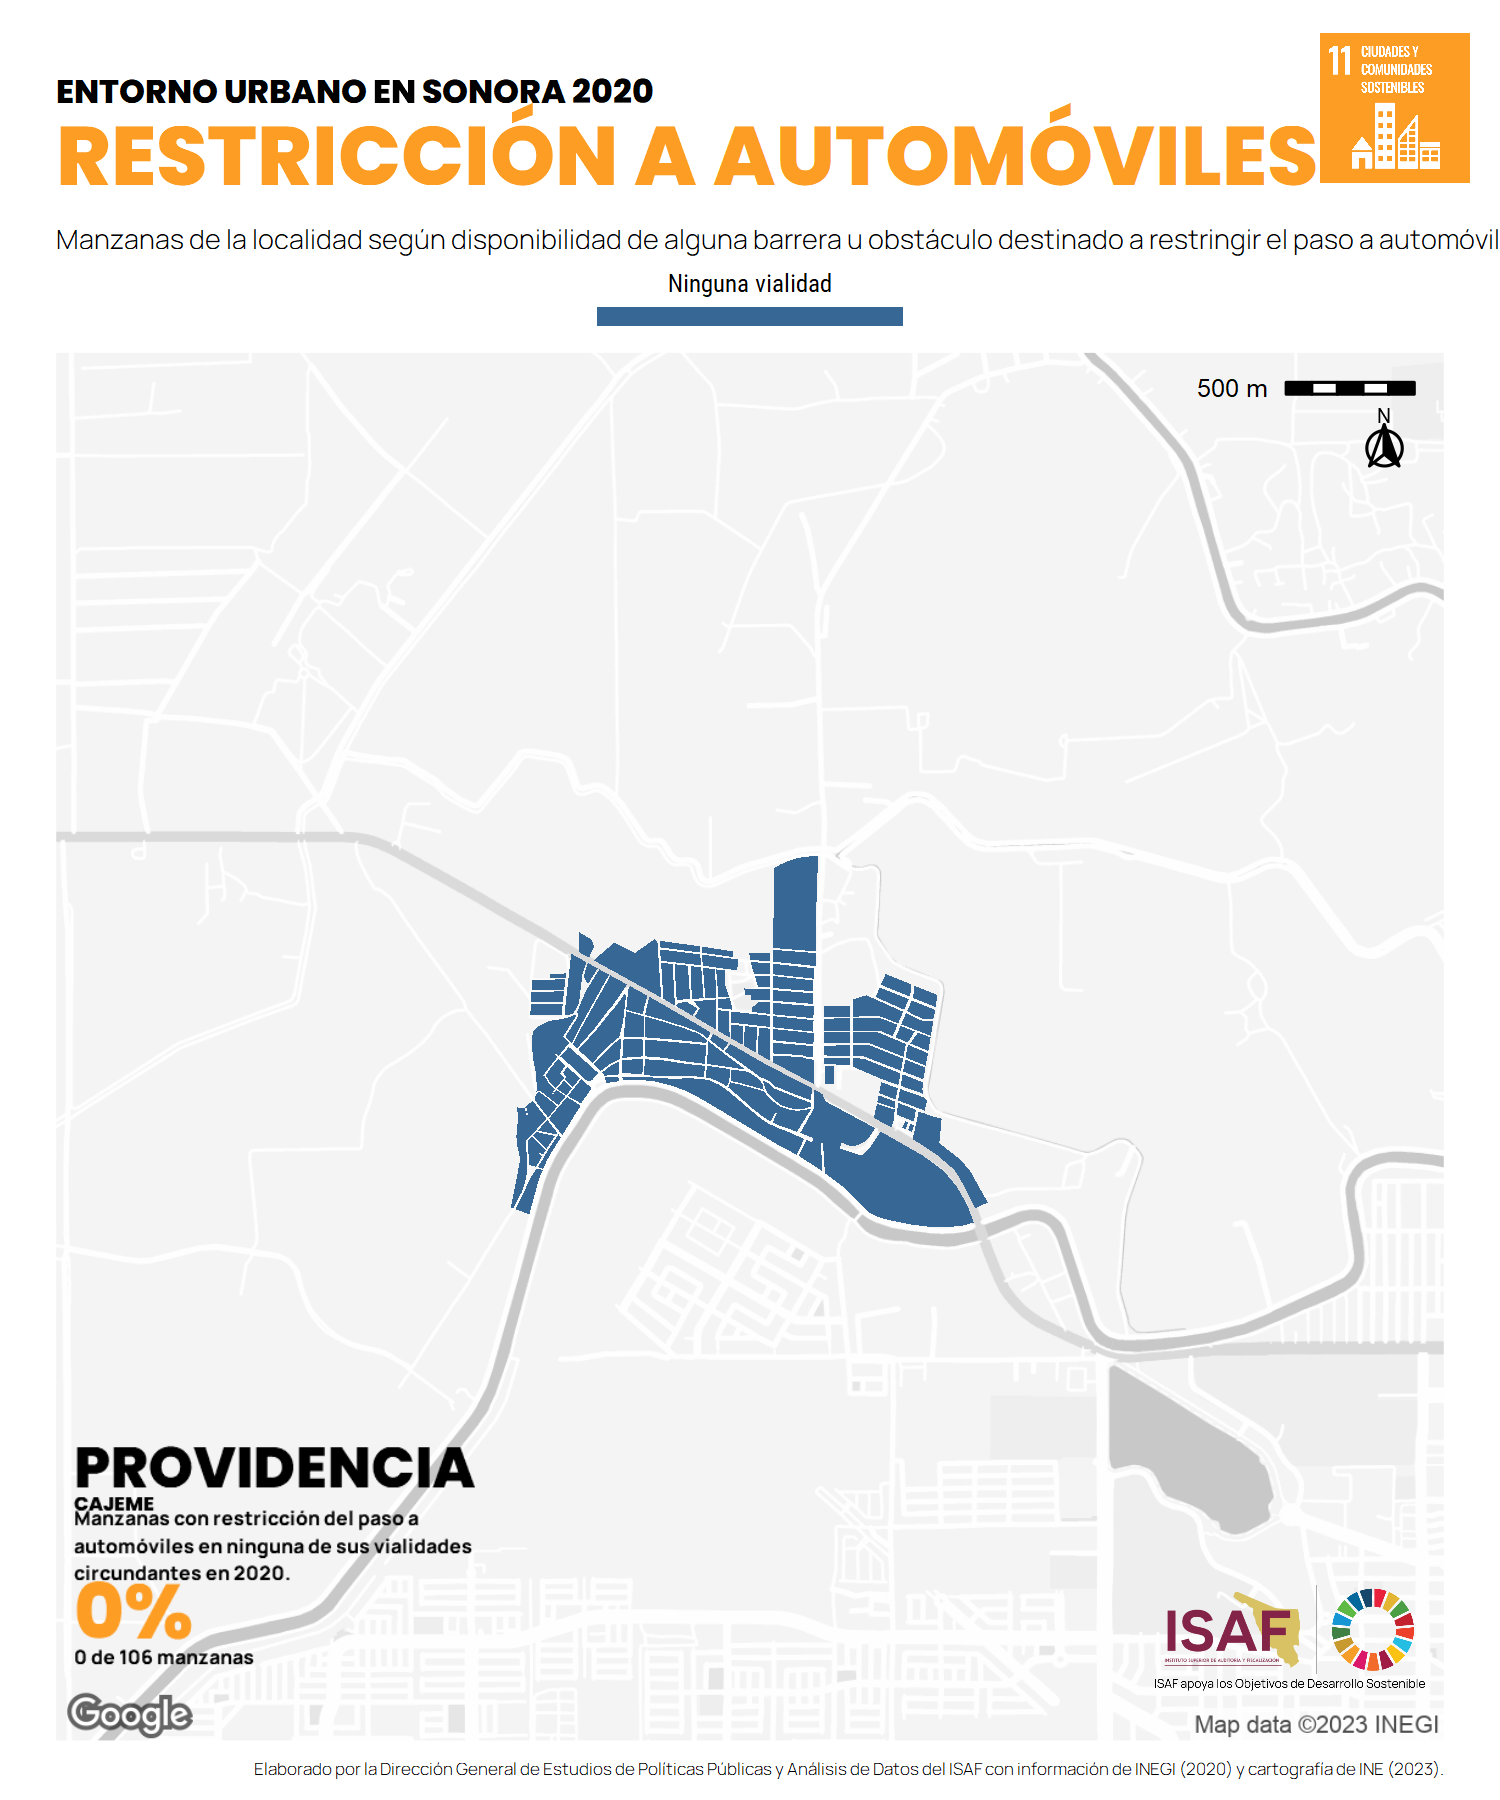 ENTORNO URBANO EN SONORA 2020
RESTRICCIÓN A AUTOMÓVILES
11 CIUDADES Y
COMUNIDADES
SOSTENIBLES
Manzanas de la localidad según disponibilidad de alguna barrera u obstáculo destinado a restringir el paso a automóvil
Ninguna vialidad
500 m
N
PROVIDENCIA
CAJEME
Manzanas con restricción del paso a
automóviles en ninguna de sus vialidades
circundantes en 2020.
0%
0 de 106 manzanas
ISAF
INSTITUTO SUPERIOR DE AUDITORÍA Y FISCALIZACIÓN
ISAF apoya los Objetivos de Desarrollo Sostenible
Google
Map data ©2023 INEGI
Elaborado por la Dirección General de Estudios de Políticas Públicas y Análisis de Datos del ISAF con información de INEGI (2020) y cartografía de INE (2023).